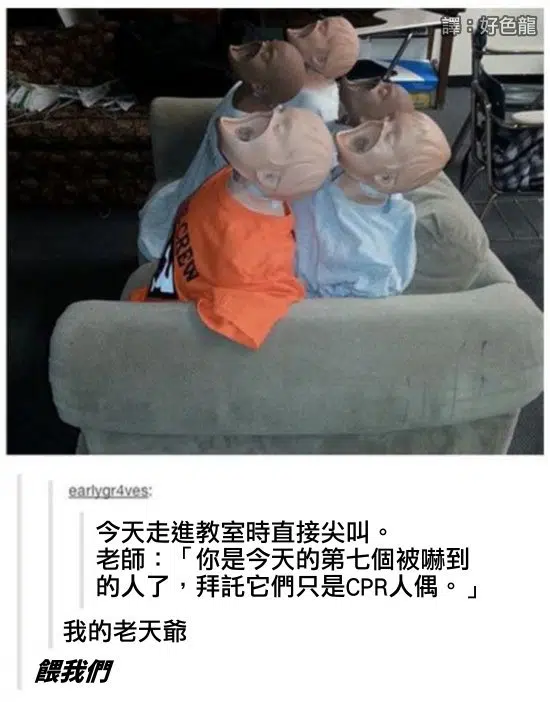 譯：好色龍
CREW
earlygr4ves:
今天走進教室時直接尖叫。
老師：「你是今天的第七個被嚇到
的人了，拜託它們只是CPR人偶。」
我的老天爺
餵我們